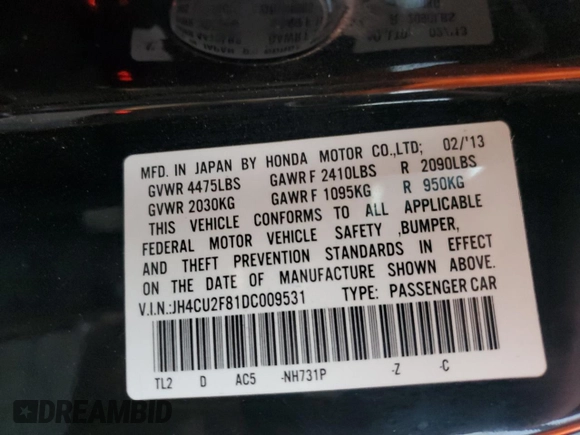 MFD. IN JAPAN BY HONDA MOTOR CO.,LTD; 02/'13
GVWR 4475LBS GAWR F 2410LBS R 2090LBS
GVWR 2030KG GAWR F 1095KG R 950KG
THIS VEHICLE CONFORMS TO ALL APPLICABLE
FEDERAL MOTOR VEHICLE SAFETY ,BUMPER,
AND THEFT PREVENTION STANDARDS IN EFFECT
ON THE DATE OF MANUFACTURE SHOWN ABOVE.
V.I.N.:JH4CU2F81DC009531 TYPE: PASSENGER CAR
TL2 D AC5 -NH731P -Z -C
DREAMBID